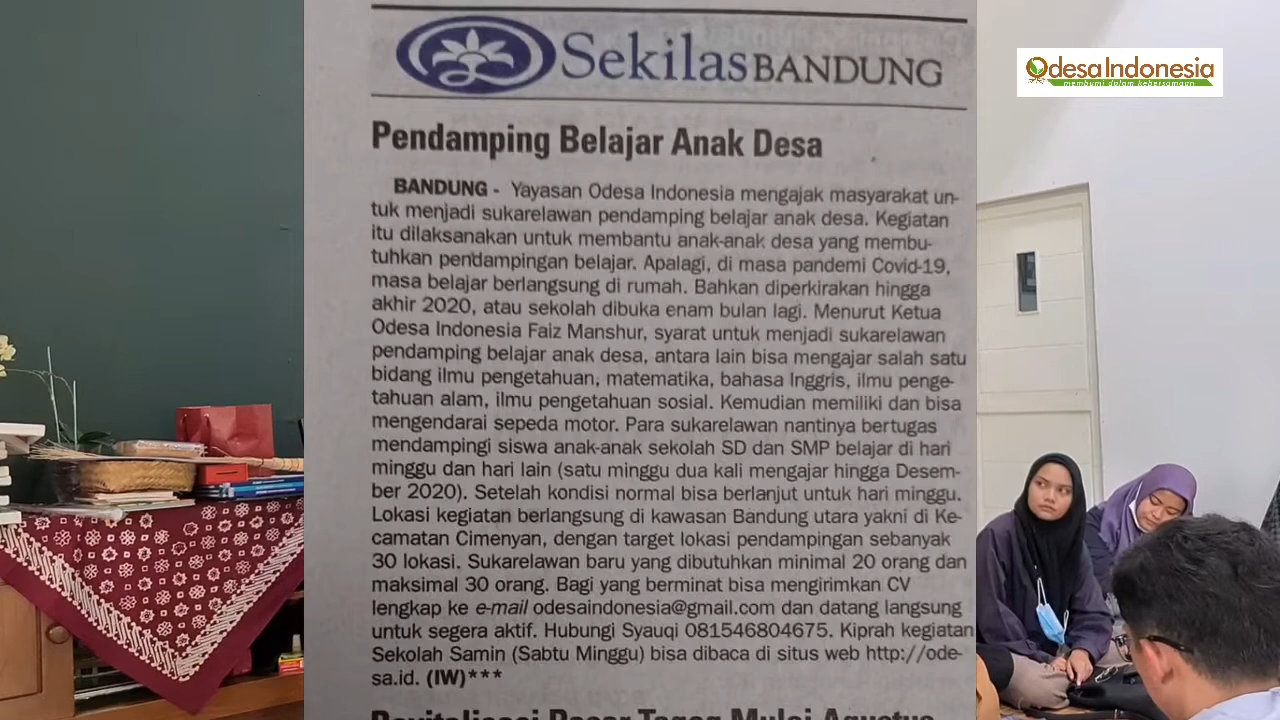 Sekilas BANDUNG
Odesa Indonesia
membumi dalam kebersamaan
Pendamping Belajar Anak Desa
BANDUNG - Yayasan Odesa Indonesia mengajak masyarakat un-
tuk menjadi sukarelawan pendamping belajar anak desa. Kegiatan
itu dilaksanakan untuk membantu anak-anak desa yang membu-
tuhkan pendampingan belajar. Apalagi, di masa pandemi Covid-19,
masa belajar berlangsung di rumah. Bahkan diperkirakan hingga
akhir 2020, atau sekolah dibuka enam bulan lagi. Menurut Ketua
Odesa Indonesia Faiz Manshur, syarat untuk menjadi sukarelawan
pendamping belajar anak desa, antara lain bisa mengajar salah satu
bidang ilmu pengetahuan, matematika, bahasa Inggris, ilmu penge-
tahuan alam, ilmu pengetahuan sosial. Kemudian memiliki dan bisa
mengendarai sepeda motor. Para sukarelawan nantinya bertugas
mendampingi siswa anak-anak sekolah SD dan SMP belajar di hari
minggu dan hari lain (satu minggu dua kali mengajar hingga Desem-
ber 2020). Setelah kondisi normal bisa berlanjut untuk hari minggu.
Lokasi kegiatan berlangsung di kawasan Bandung utara yakni di Ke-
camatan Cimenyan, dengan target lokasi pendampingan sebanyak
30 lokasi. Sukarelawan baru yang dibutuhkan minimal 20 orang dan
maksimal 30 orang. Bagi yang berminat bisa mengirimkan CV
lengkap ke e-mail odesaindonesia@gmail.com dan datang langsung
untuk segera aktif. Hubungi Syauqi 081546804675. Kiprah kegiatan
Sekolah Samin (Sabtu Minggu) bisa dibaca di situs web http://ode-
sa.id. (IW)***
Revitalisasi Pasar Tagog Mulai Agustus